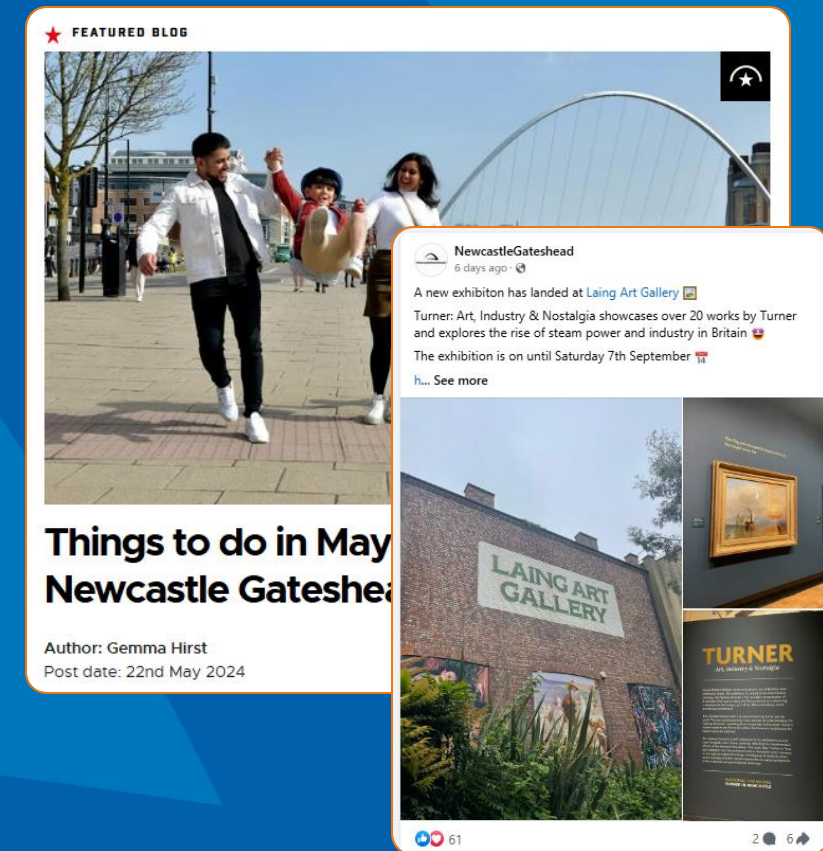 FEATURED BLOG
Things to do in May
Newcastle Gateshea
Author: Gemma Hirst
Post date: 22nd May 2024
NewcastleGateshead
6 days ago ·
A new exhibiton has landed at Laing Art Gallery
Turner: Art, Industry & Nostalgia showcases over 20 works by Turner
and explores the rise of steam power and industry in Britain
The exhibition is on until Saturday 7th September
h... See more
LAING ART
GALLERY
TURNER
Art, Industry & Nostalgia
61
2
6